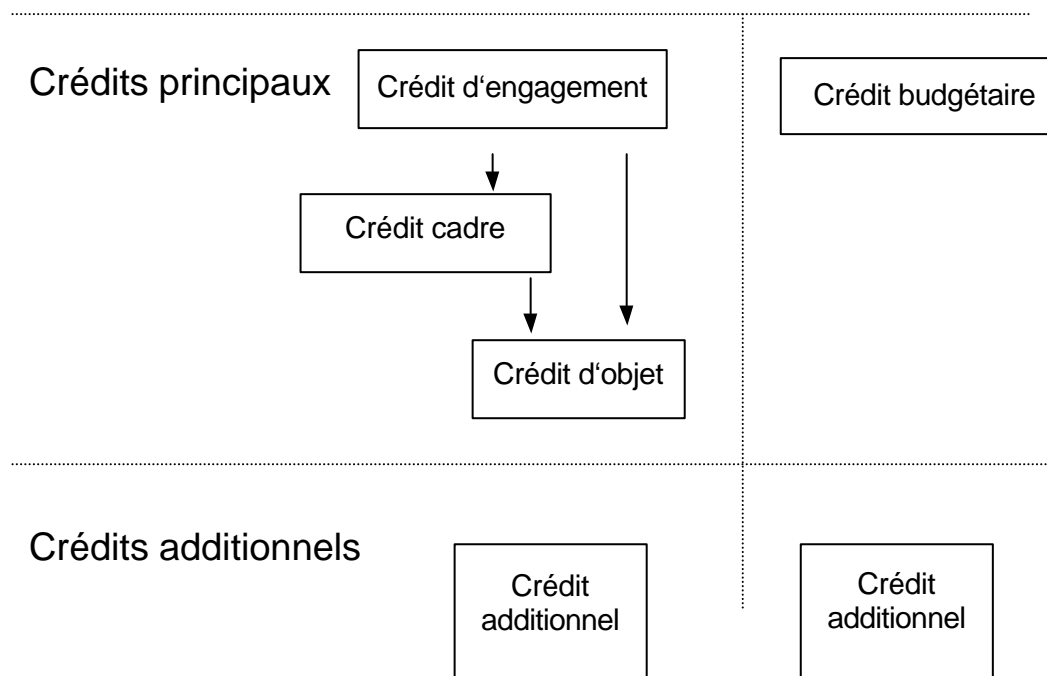 Crédits principaux
Crédit d‘engagement
Crédit budgétaire
Crédit cadre
Crédit d‘objet
Crédits additionnels
Crédit
additionnel
Crédit
additionnel